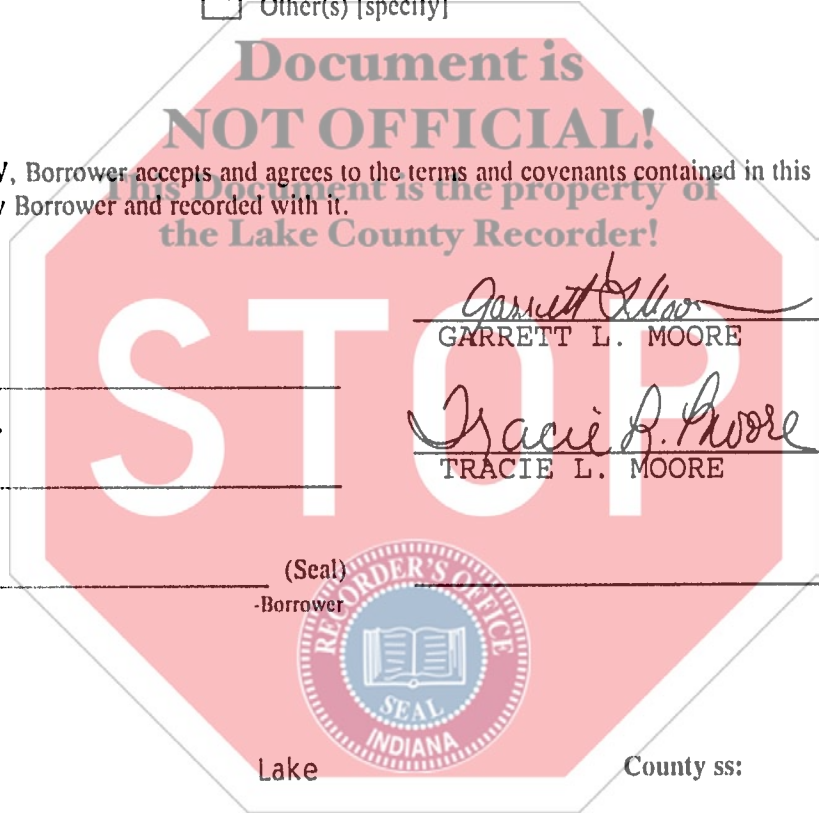 Other(s) [specify]
Document is
NOT OFFICIAL!
, Borrower accepts and agrees to the terms and covenants contained in this
This Document is the property of
Borrower and recorded with it.
the Lake County Recorder!
Garrett L Moore
GARRETT L. MOORE
STOP
Tracie L. Moore
TRACIE L. MOORE
(Seal)
-Borrower
RECORDER'S OFFICE
SEAL
INDIANA
Lake County ss: